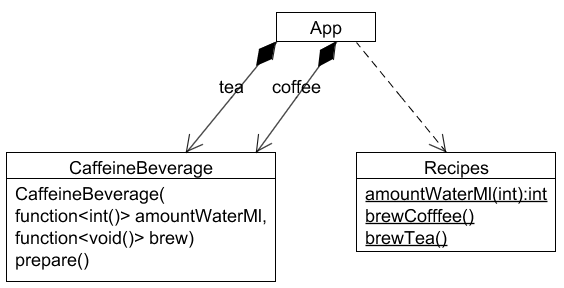 App
tea
coffee
CaffeineBeverage
CaffeineBeverage(
function<int()> amountWaterMl,
function<void()> brew)
prepare()
Recipes
amountWaterMl(int):int
brewCofffee()
brewTea()